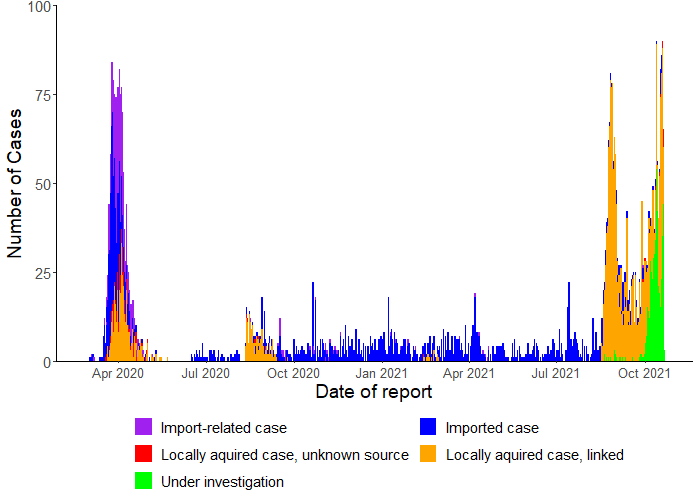 100
75
50
25
0
Number of Cases
Apr 2020 Jul 2020 Oct 2020 Jan 2021 Apr 2021 Jul 2021 Oct 2021
Date of report
Import-related case Imported case
Locally aquired case, unknown source Locally aquired case, linked
Under investigation